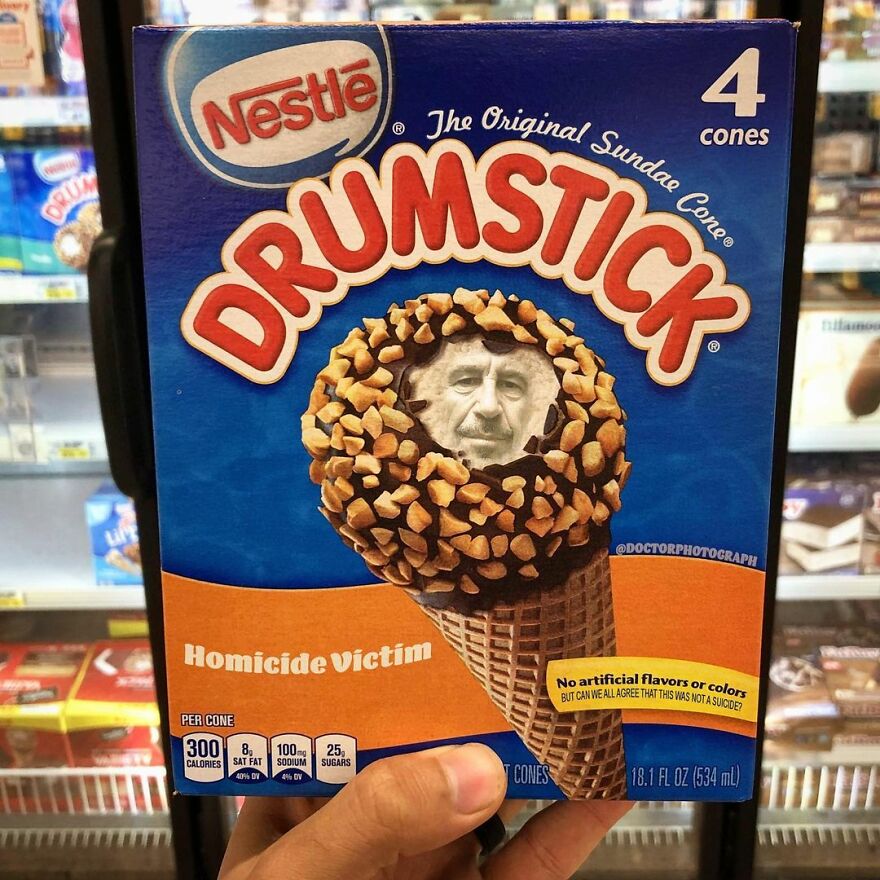 Nestlē®
4
cones
The Original Sundae Cone®
DRUMSTICK®
@DOCTORPHOTOGRAPH
Homicide Victim
No artificial flavors or colors
BUT CAN WE ALL AGREE THAT THIS WAS NOT A SUICIDE?
PER CONE
300 CALORIES
8g SAT FAT 40% DV
100mg SODIUM 4% DV
25g SUGARS
CONES
18.1 FL OZ (534 mL)